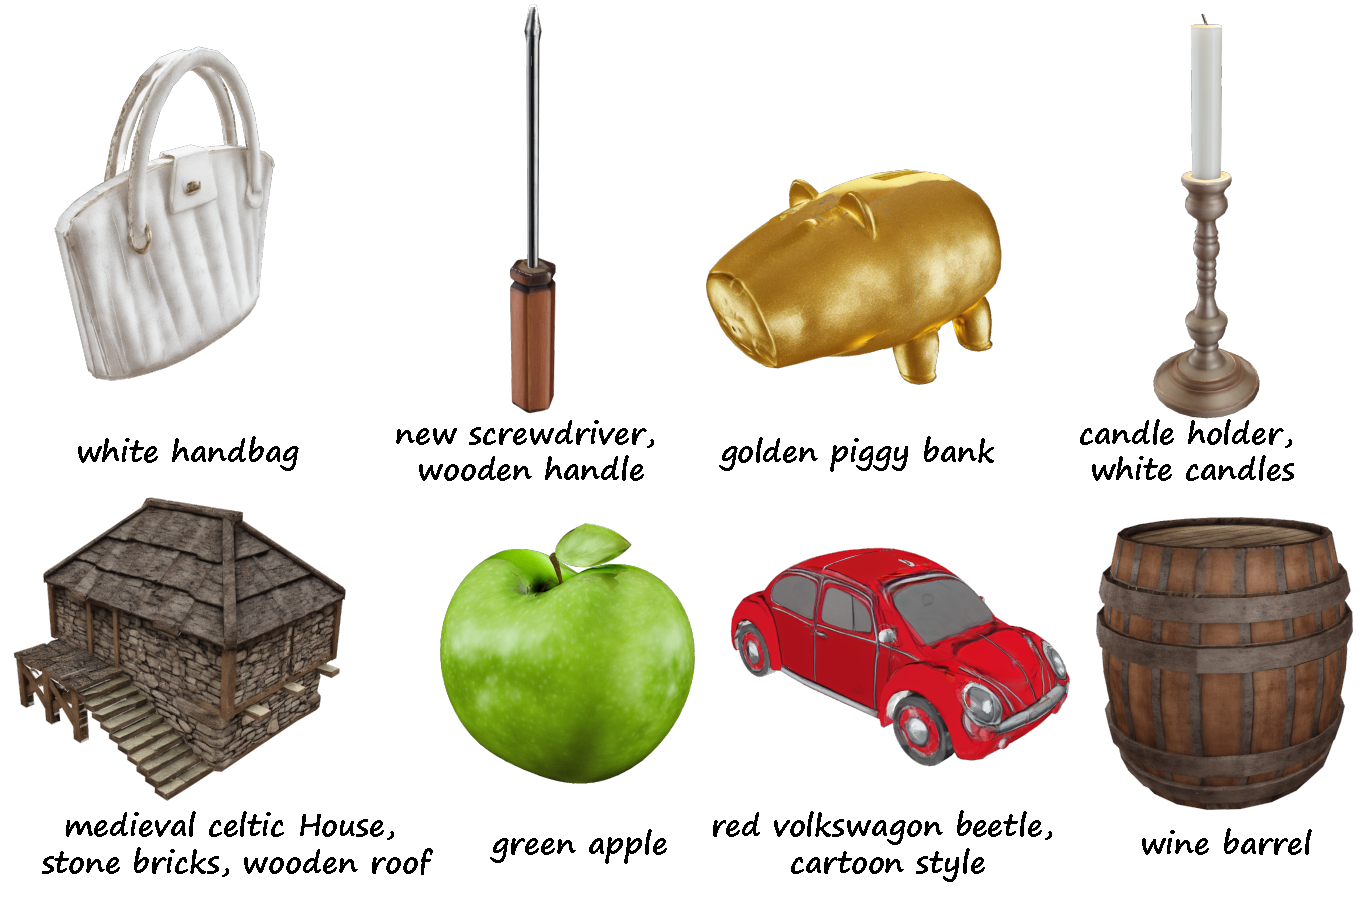 white handbag
new screwdriver,
wooden handle
golden piggy bank
candle holder,
white candles
medieval celtic House,
stone bricks, wooden roof
green apple
red volkswagon beetle,
cartoon style
wine barrel